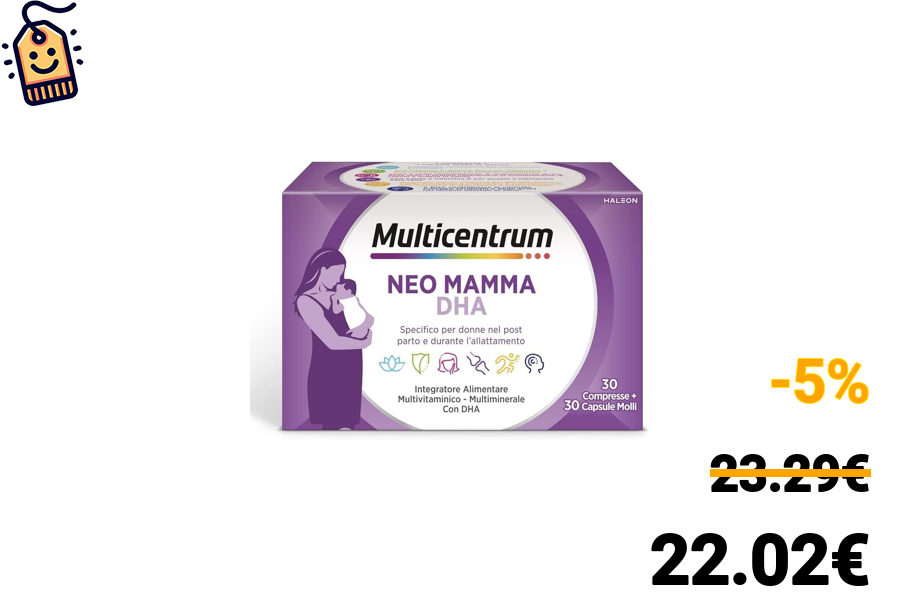 HALEON
Multicentrum
NEO MAMMA
DHA
Specifico per donne nel post
parto e durante l'allattamento
Integratore Alimentare
Multivitaminico - Multiminerale
Con DHA
30
Compresse +
30 Capsule Molli
-5%
23.29€
22.02€